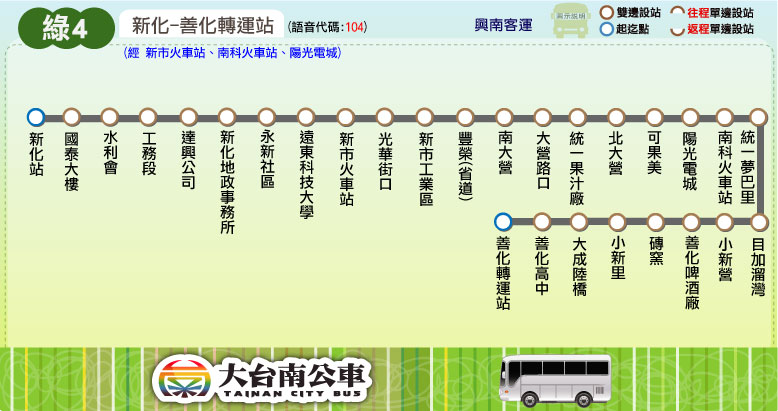 綠4
新化-善化轉運站 (語音代碼:104)
興南客運
圖示說明
雙邊設站
往程單邊設站
起迄點
返程單邊設站
(經 新市火車站、南科火車站、陽光電城)
新化站
國泰大樓
水利會
工務段
達興公司
新化地政事務所
永新社區
遠東科技大學
新市火車站
光華街口
新市工業區
豐榮(省道)
南大營
大營路口
統一果汁廠
北大營
可果美
陽光電城
南科火車站
統一夢巴里
目加溜灣
小新營
善化啤酒廠
磚窯
小新里
大成陸橋
善化高中
善化轉運站
大台南公車
TAINAN CITY BUS